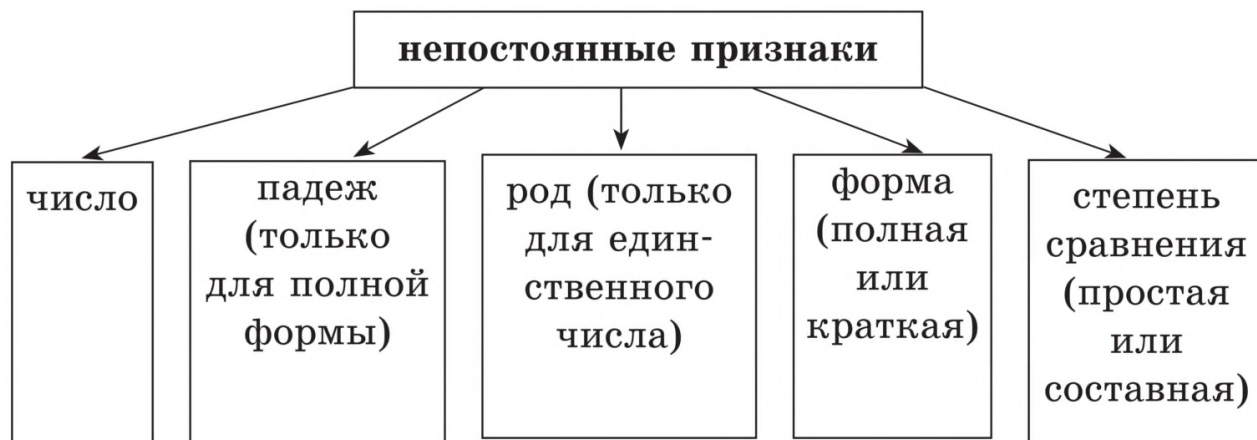 непостоянные признаки
число
падеж
(только
для полной
формы)
род (только
для един-
ственного
числа)
форма
(полная
или
краткая)
степень
сравнения
(простая
или
составная)